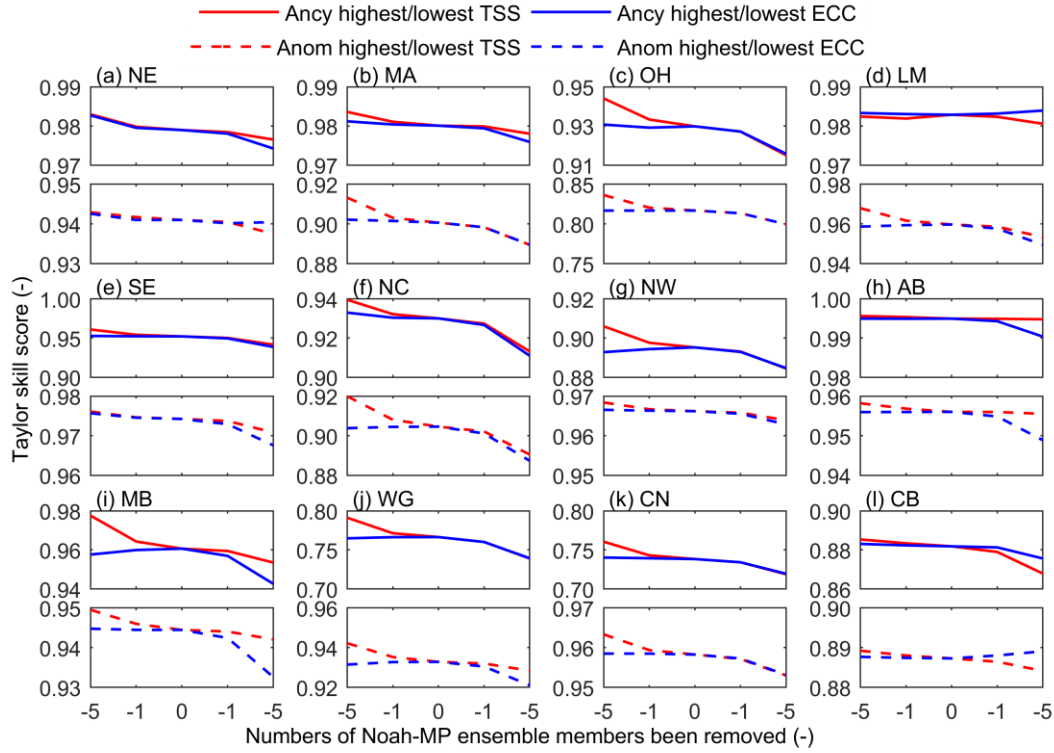 Ancy highest/lowest TSS Ancy highest/lowest ECC
Anom highest/lowest TSS Anom highest/lowest ECC
(a) NE (b) MA (c) OH (d) LM
0.99 0.99 0.95 0.99
0.98 0.98 0.93 0.98
0.97 0.97 0.91 0.97
0.95 0.92 0.85 0.98
0.94 0.90 0.80 0.96
0.93 0.88 0.75 0.94
(e) SE (f) NC (g) NW (h) AB
1.00 0.94 0.92 1.00
0.95 0.92 0.90 0.99
0.90 0.90 0.88 0.98
0.98 0.92 0.97 0.96
0.97 0.90 0.96 0.95
0.96 0.88 0.95 0.94
(i) MB (j) WG (k) CN (l) CB
0.98 0.80 0.80 0.90
0.96 0.75 0.75 0.88
0.94 0.70 0.70 0.86
0.95 0.96 0.97 0.90
0.94 0.94 0.96 0.89
0.93 0.92 0.95 0.88
-5 -1 0 -1 -5 -5 -1 0 -1 -5 -5 -1 0 -1 -5 -5 -1 0 -1 -5
Taylor skill score (-)
Numbers of Noah-MP ensemble members been removed (-)